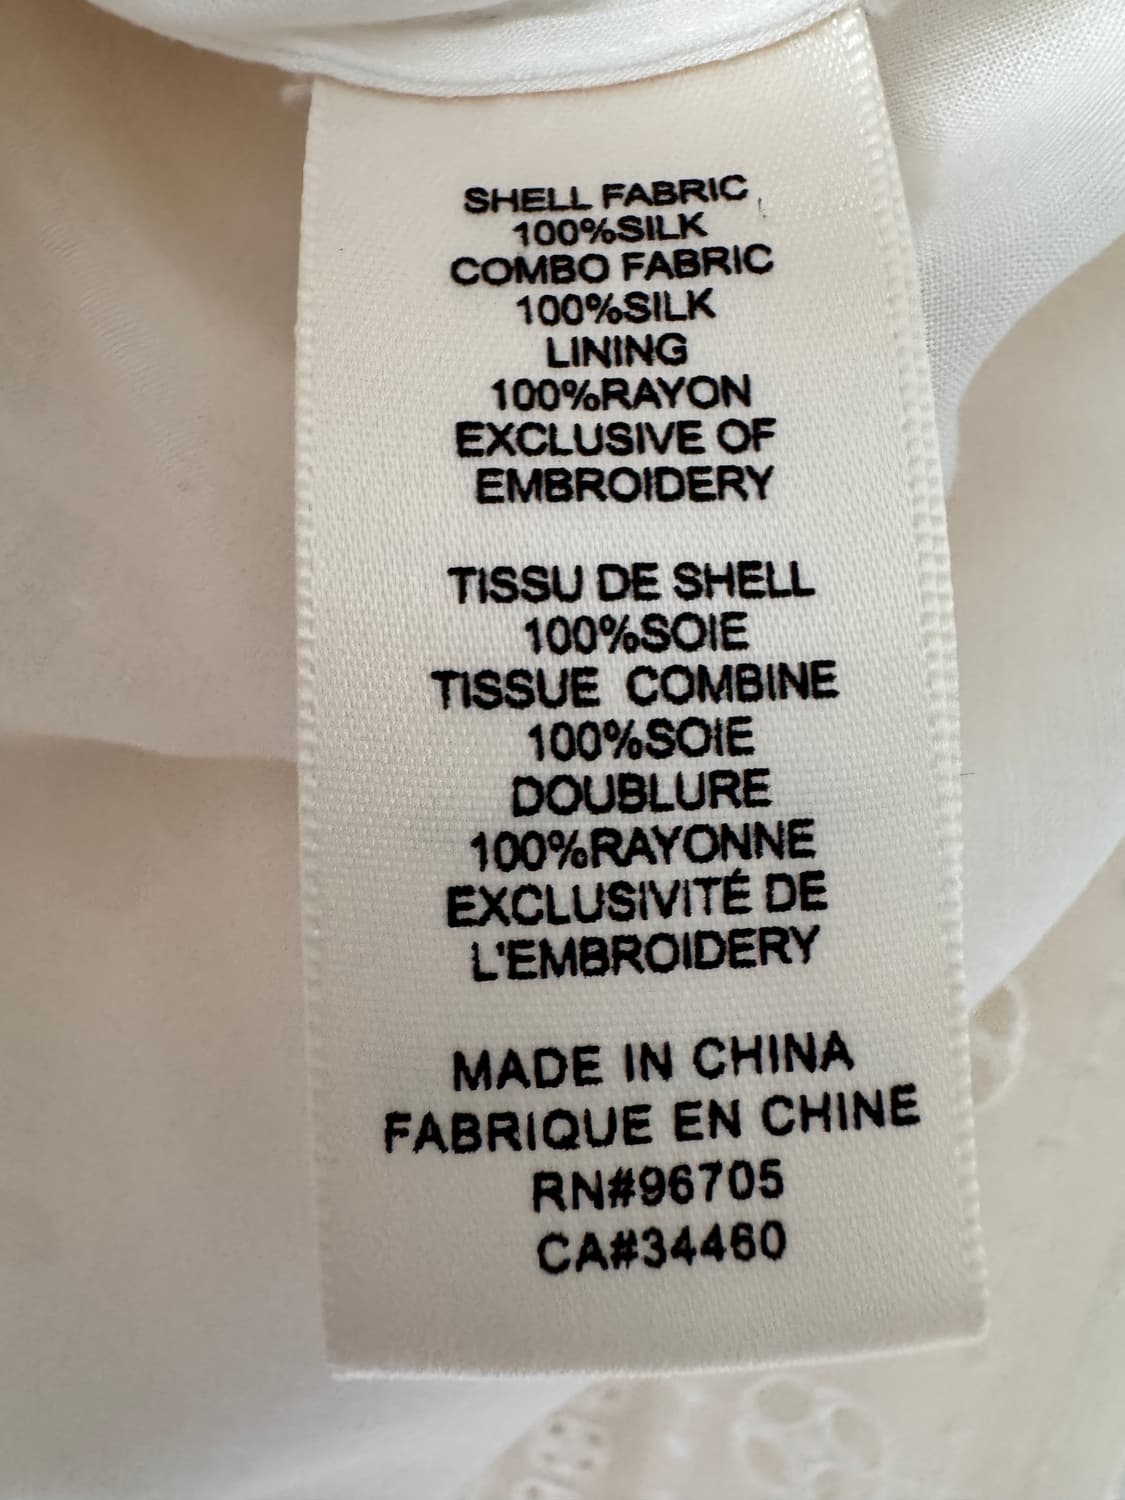 SHELL FABRIC
100%SILK
COMBO FABRIC
100%SILK
LINING
100%RAYON
EXCLUSIVE OF
EMBROIDERY
TISSU DE SHELL
100%SOIE
TISSUE COMBINE
100%SOIE
DOUBLURE
100%RAYONNE
EXCLUSIVITÉ DE
L'EMBROIDERY
MADE IN CHINA
FABRIQUE EN CHINE
RN#96705
CA#34460